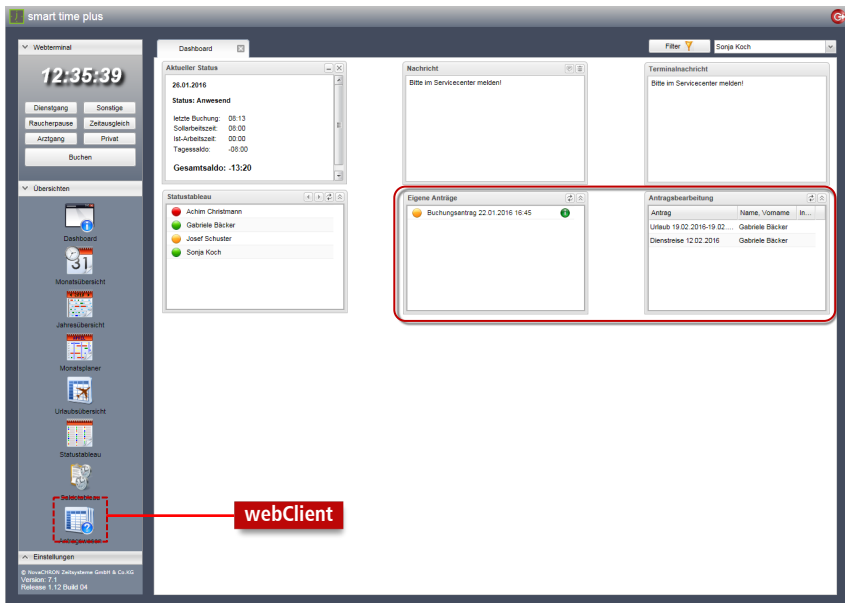 smart time plus
Webterminal
12:35:39
Dienstgang Sonstige
Raucherpause Zeitausgleich
Arztgang Privat
Buchen
Übersichten
Dashboard
31
Monatsübersicht
Jahresübersicht
Monatsplaner
Urlaubsübersicht
Statustableau
Saldotableau
Antragswesen
Einstellungen
© NovaCHRON Zeitsysteme GmbH & Co.KG
Version: 7.1
Release 1.12 Build 04
Dashboard
Filter
Sonja Koch
Aktueller Status
26.01.2016
Status: Anwesend
letzte Buchung: 08:13
Sollarbeitszeit: 08:00
Ist-Arbeitszeit: 00:00
Tagessaldo: -08:00
Gesamtsaldo: -13:20
Nachricht
Bitte im Servicecenter melden!
Terminalnachricht
Bitte im Servicecenter melden!
Statustableau
Achim Christmann
Gabriele Bäcker
Josef Schuster
Sonja Koch
Eigene Anträge
Buchungsantrag 22.01.2016 16:45
Antragsbearbeitung
Antrag Name, Vorname In...
Urlaub 19.02.2016-19.02.... Gabriele Bäcker
Dienstreise 12.02.2016 Gabriele Bäcker
webClient